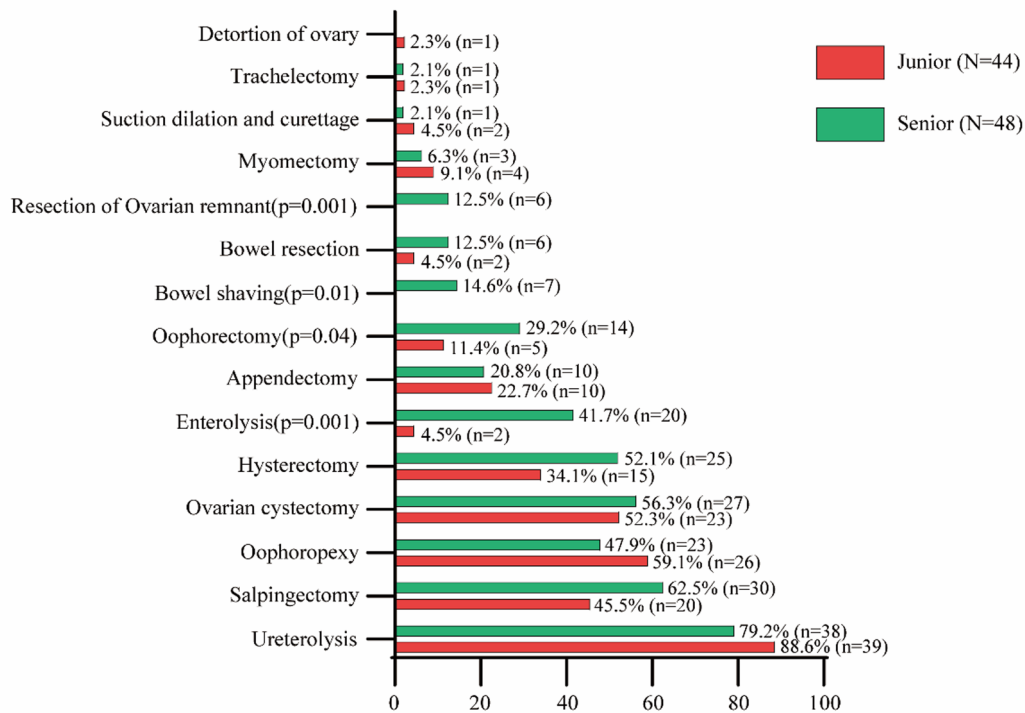 Detortion of ovary
2.3% (n=1)
Trachelectomy
2.1% (n=1)
2.3% (n=1)
Suction dilation and curettage
2.1% (n=1)
4.5% (n=2)
Myomectomy
6.3% (n=3)
9.1% (n=4)
Resection of Ovarian remnant(p=0.001)
12.5% (n=6)
Bowel resection
12.5% (n=6)
4.5% (n=2)
Bowel shaving(p=0.01)
14.6% (n=7)
Oophorectomy(p=0.04)
29.2% (n=14)
11.4% (n=5)
Appendectomy
20.8% (n=10)
22.7% (n=10)
Enterolysis(p=0.001)
41.7% (n=20)
4.5% (n=2)
Hysterectomy
52.1% (n=25)
34.1% (n=15)
Ovarian cystectomy
56.3% (n=27)
52.3% (n=23)
Oophoropexy
47.9% (n=23)
59.1% (n=26)
Salpingectomy
62.5% (n=30)
45.5% (n=20)
Ureterolysis
79.2% (n=38)
88.6% (n=39)
0 20 40 60 80 100
Junior (N=44)
Senior (N=48)